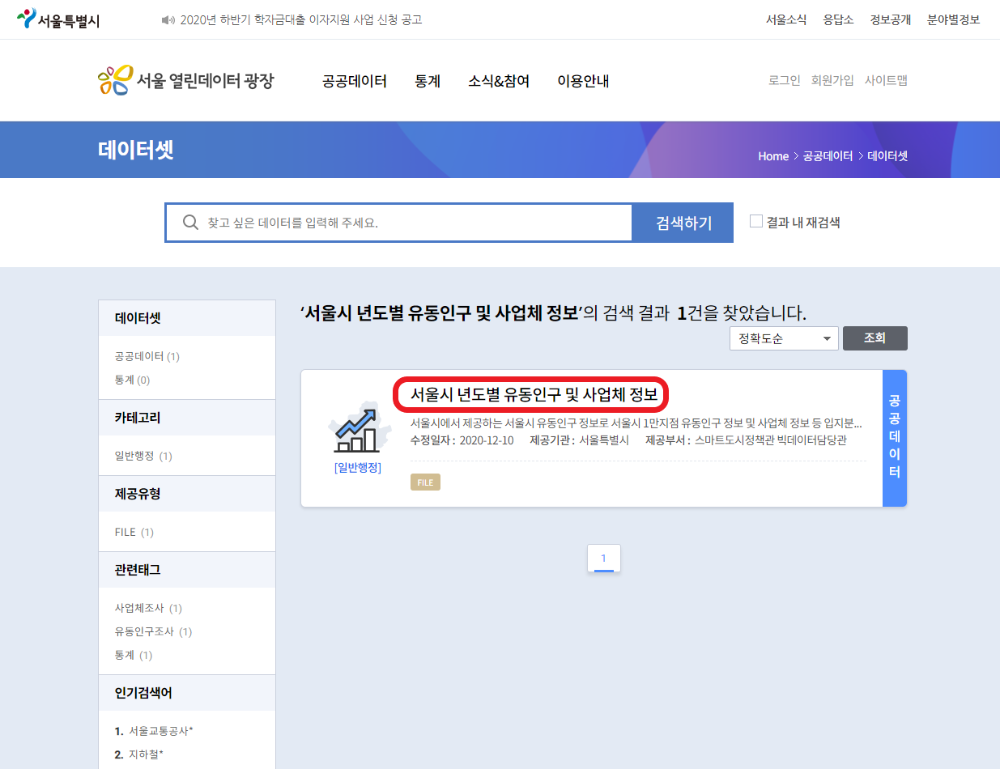 서울특별시
2020년 하반기 학자금대출 이자지원 사업 신청 공고
서울소식 응답소 정보공개 분야별정보
서울 열린데이터 광장
공공데이터 통계 소식&참여 이용안내
로그인 회원가입 사이트맵
데이터셋
Home > 공공데이터 > 데이터셋
찾고 싶은 데이터를 입력해 주세요.
검색하기
결과 내 재검색
데이터셋
공공데이터 (1)
통계 (0)
카테고리
일반행정 (1)
제공유형
FILE (1)
관련태그
사업체조사 (1)
유동인구조사 (1)
통계 (1)
인기검색어
1. 서울교통공사*
2. 지하철*
‘서울시 년도별 유동인구 및 사업체 정보’의 검색 결과 1건을 찾았습니다.
정확도순
조회
서울시 년도별 유동인구 및 사업체 정보
서울시에서 제공하는 서울시 유동인구 정보로 서울시 1만지점 유동인구 정보 및 사업체 정보 등 입지분...
수정일자 : 2020-12-10 제공기관 : 서울특별시 제공부서 : 스마트도시정책관 빅데이터담당관
[일반행정]
FILE
공공데이터
1